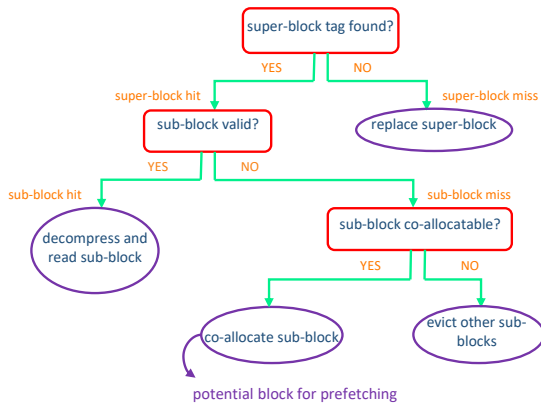 super-block tag found?
YES
NO
super-block hit
super-block miss
sub-block valid?
replace super-block
YES
NO
sub-block hit
sub-block miss
decompress and
read sub-block
sub-block co-allocatable?
YES
NO
co-allocate sub-block
evict other sub-
blocks
potential block for prefetching